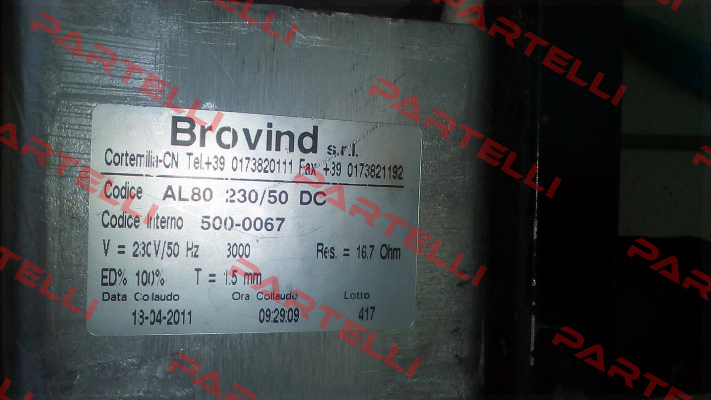 Brovind s.r.l.
Cortemilia-CN Tel.+39 0173820111 Fax +39 0173821192
Codice AL80 230/50 DC
Codice Interno 500-0067
V = 230V/50 Hz 3000 Res. = 16.7 Ohm
ED% 100% T = 1.5 mm
Data Collaudo Ora Collaudo Lotto
18-04-2011 09:29:09 417
PARTELLI
PARTELLI
PARTELLI
PARTELLI
PARTELLI
PARTELLI
PARTELLI
PARTELLI